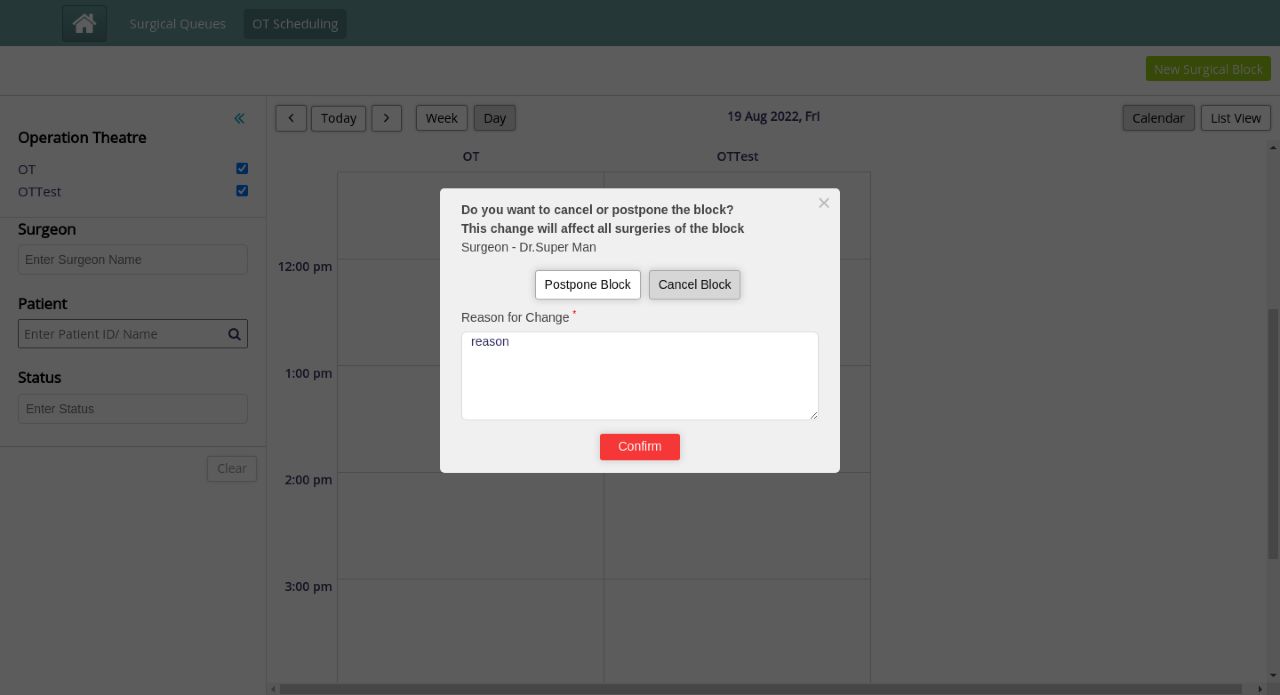 Surgical Queues
OT Scheduling
New Surgical Block
Operation Theatre
OT
OTTest
Surgeon
Enter Surgeon Name
Patient
Enter Patient ID/ Name
Status
Enter Status
Clear
Today
Week
Day
19 Aug 2022, Fri
Calendar
List View
OT
OTTest
12:00 pm
1:00 pm
2:00 pm
3:00 pm
Do you want to cancel or postpone the block?
This change will affect all surgeries of the block
Surgeon - Dr.Super Man
Postpone Block
Cancel Block
Reason for Change *
reason
Confirm